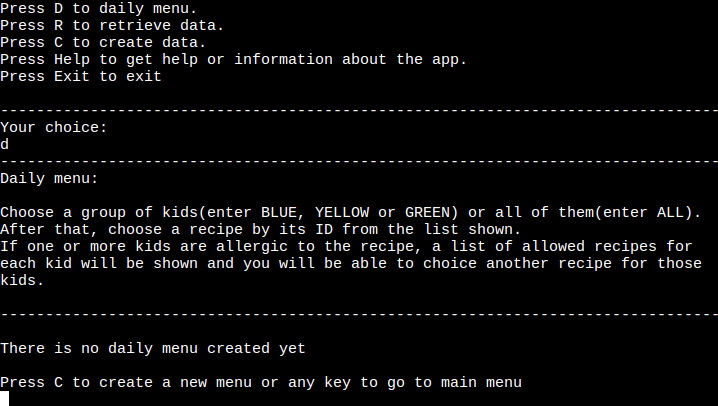 Press D to daily menu.
Press R to retrieve data.
Press C to create data.
Press Help to get help or information about the app.
Press Exit to exit
--------------------------------------------------------------------------------
Your choice:
d
--------------------------------------------------------------------------------
Daily menu:
Choose a group of kids(enter BLUE, YELLOW or GREEN) or all of them(enter ALL).
After that, choose a recipe by its ID from the list shown.
If one or more kids are allergic to the recipe, a list of allowed recipes for
each kid will be shown and you will be able to choice another recipe for those
kids.
--------------------------------------------------------------------------------
There is no daily menu created yet
Press C to create a new menu or any key to go to main menu